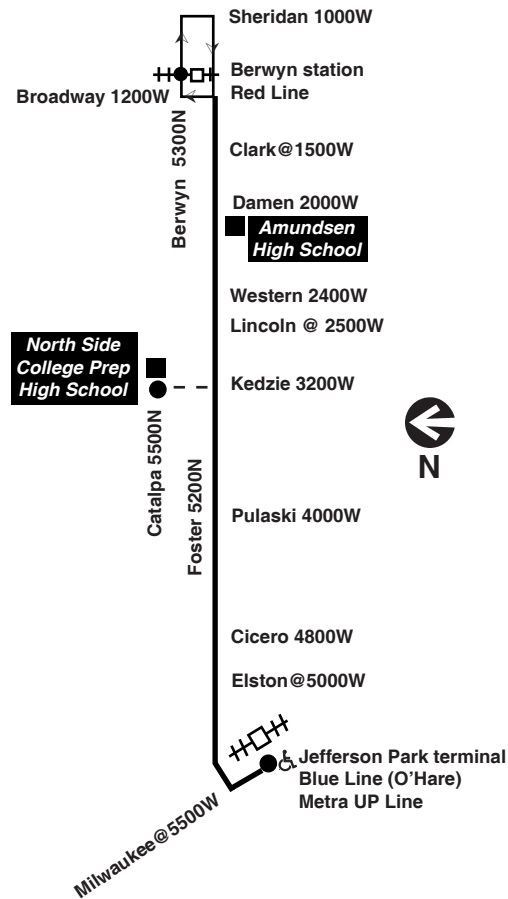 Sheridan 1000W
Berwyn station
Red Line
Broadway 1200W
Berwyn 5300N
Clark@1500W
Damen 2000W
Amundsen
High School
Western 2400W
Lincoln @ 2500W
North Side
College Prep
High School
Kedzie 3200W
N
Catalpa 5500N
Foster 5200N
Pulaski 4000W
Cicero 4800W
Elston@5000W
Jefferson Park terminal
Blue Line (O’Hare)
Metra UP Line
Milwaukee@5500W